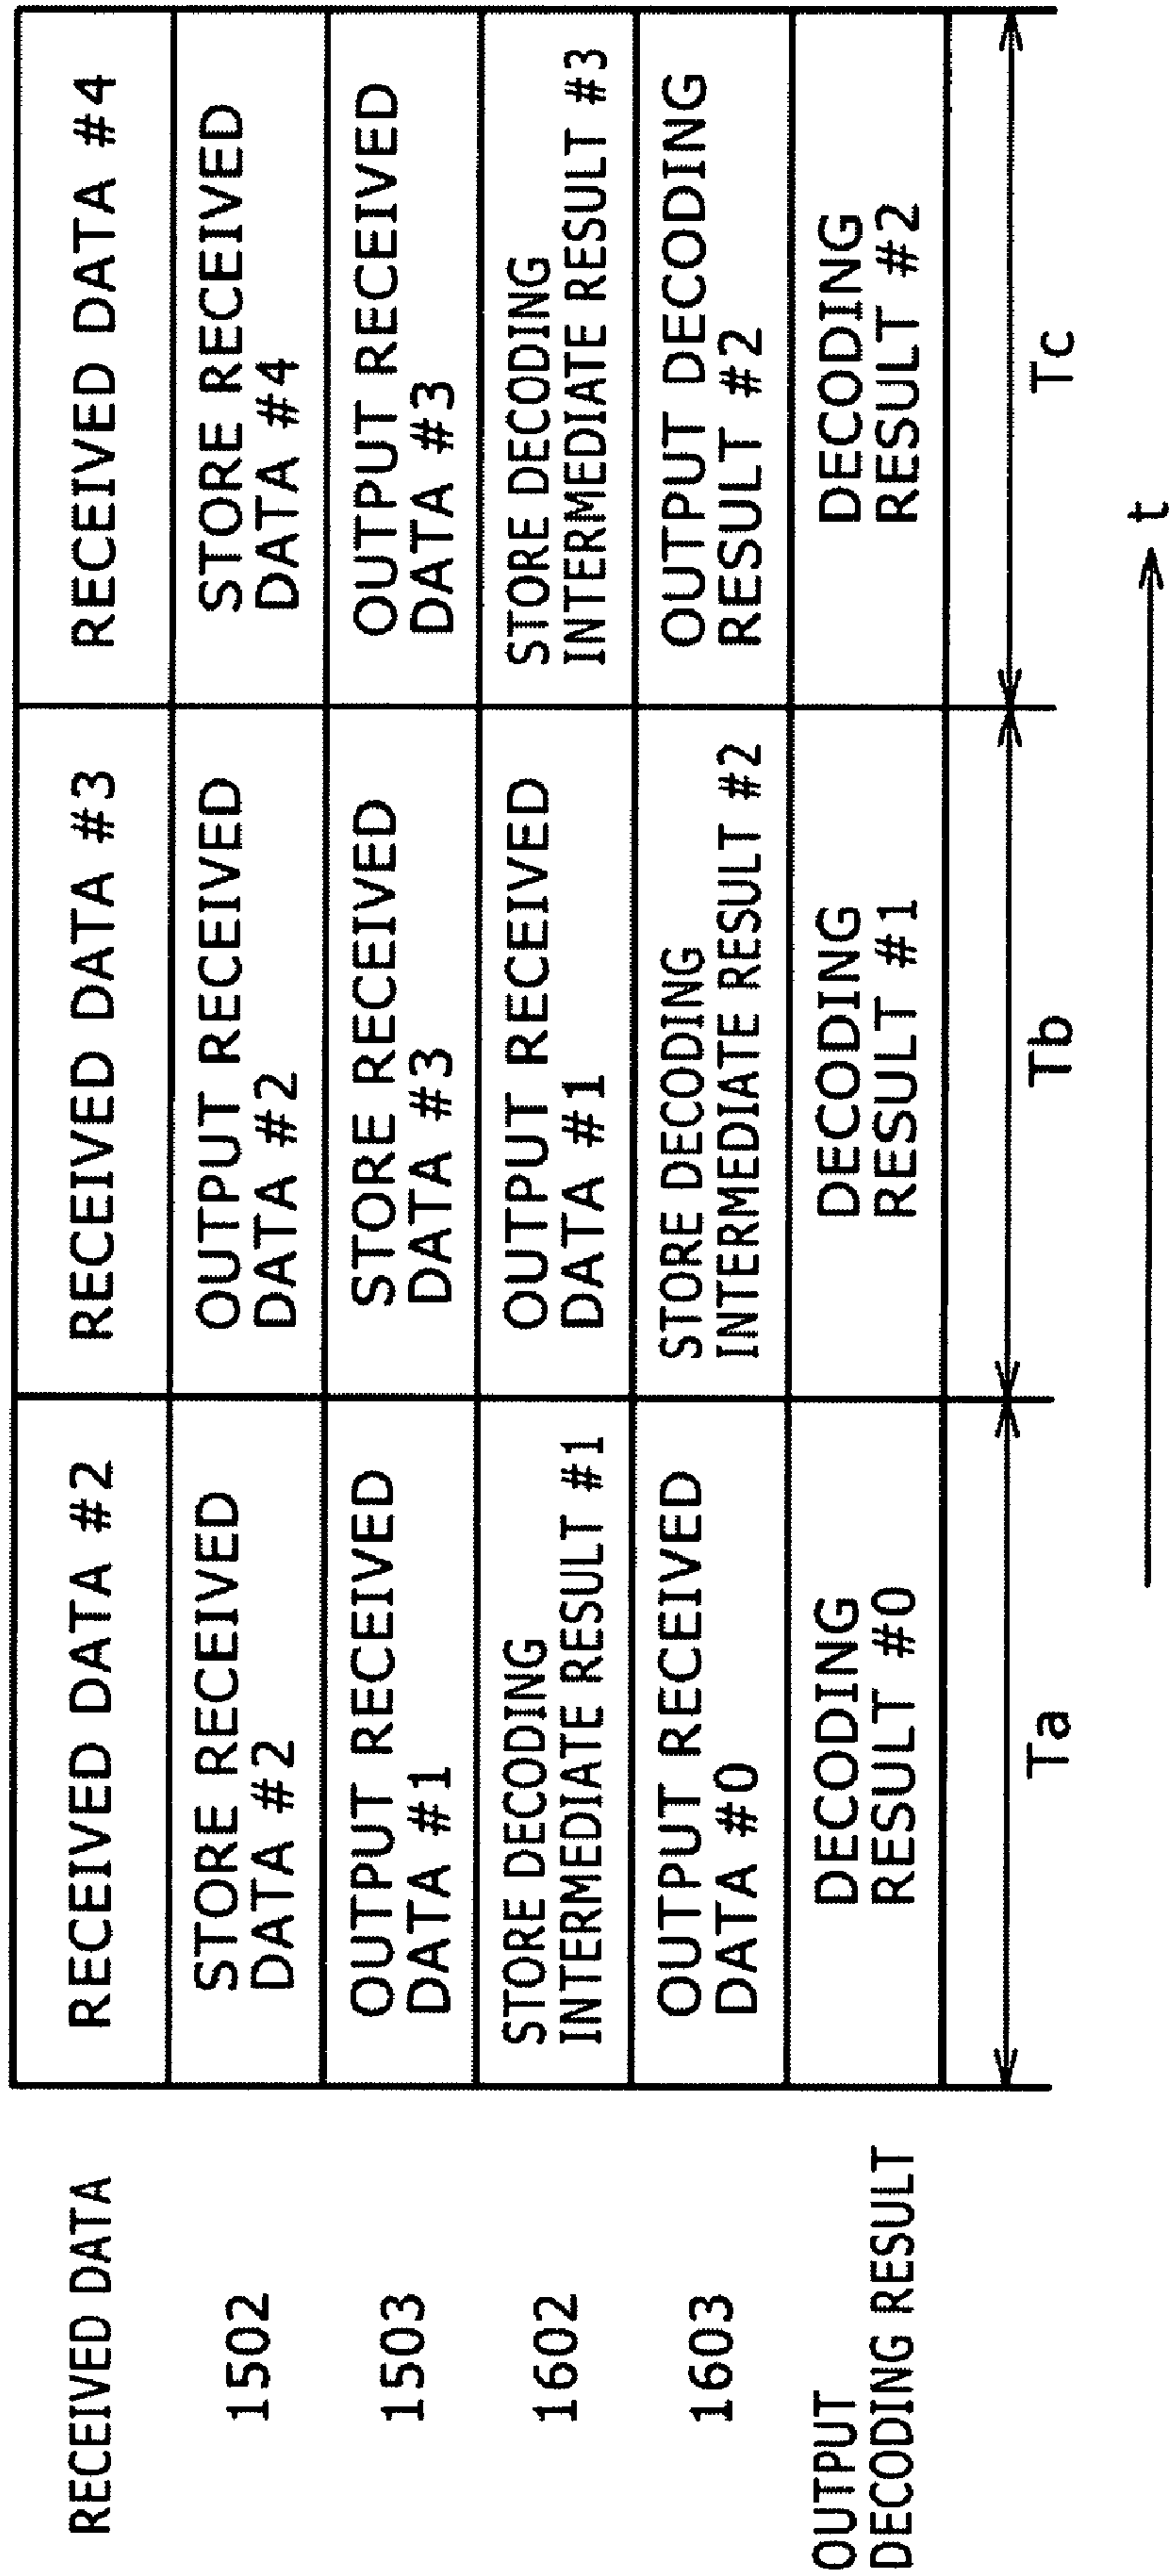 RECEIVED DATA
RECEIVED DATA #2
RECEIVED DATA #3
RECEIVED DATA #4
1502
STORE RECEIVED
DATA #2
OUTPUT RECEIVED
DATA #2
STORE RECEIVED
DATA #4
1503
OUTPUT RECEIVED
DATA #1
STORE RECEIVED
DATA #3
OUTPUT RECEIVED
DATA #3
1602
STORE DECODING
INTERMEDIATE RESULT #1
OUTPUT RECEIVED
DATA #1
STORE DECODING
INTERMEDIATE RESULT #3
1603
OUTPUT RECEIVED
DATA #0
STORE DECODING
INTERMEDIATE RESULT #2
OUTPUT DECODING
RESULT #2
OUTPUT
DECODING RESULT
DECODING
RESULT #0
DECODING
RESULT #1
DECODING
RESULT #2
Ta
Tb
Tc
t